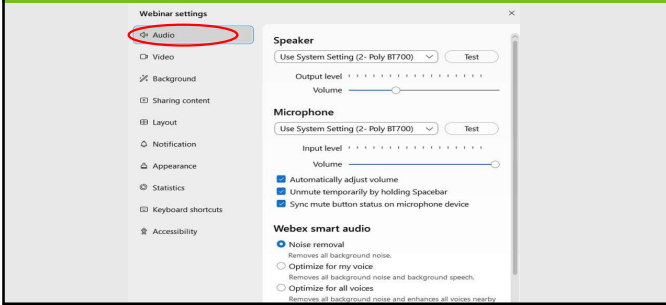 Webinar settings
Audio
Video
Background
Sharing content
Layout
Notification
Appearance
Statistics
Keyboard shortcuts
Accessibility
Speaker
Use System Setting (2- Poly BT700) Test
Output level
Volume
Microphone
Use System Setting (2- Poly BT700) Test
Input level
Volume
Automatically adjust volume
Unmute temporarily by holding Spacebar
Sync mute button status on microphone device
Webex smart audio
Noise removal
Removes all background noise.
Optimize for my voice
Removes all background noise and background speech.
Optimize for all voices
Removes all background noise and enhances all voices nearby